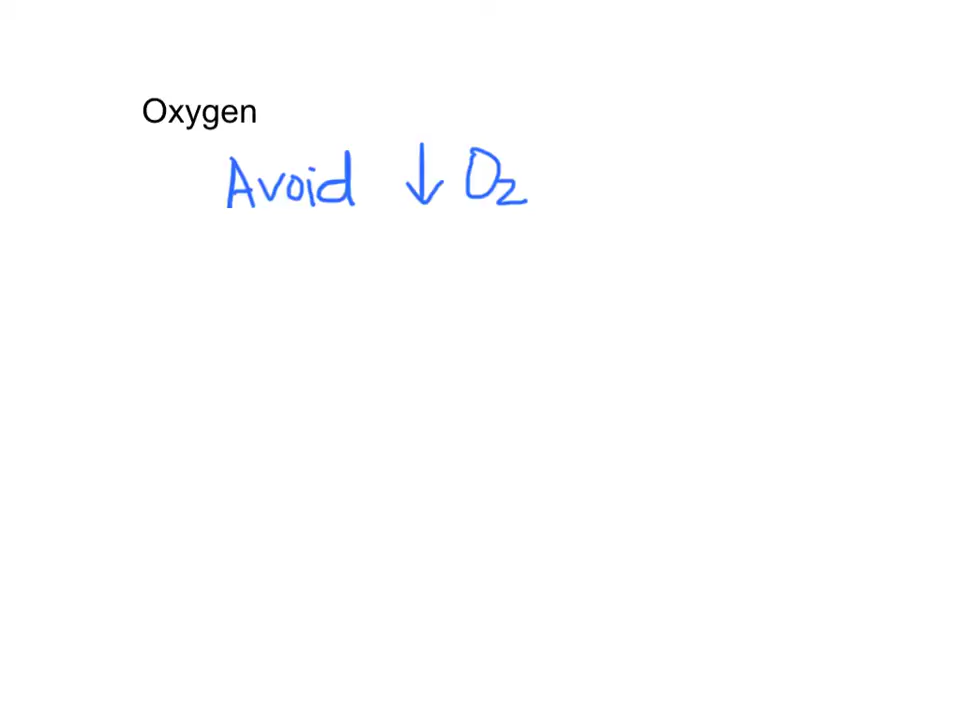 Oxygen
Avoid ↓ O₂